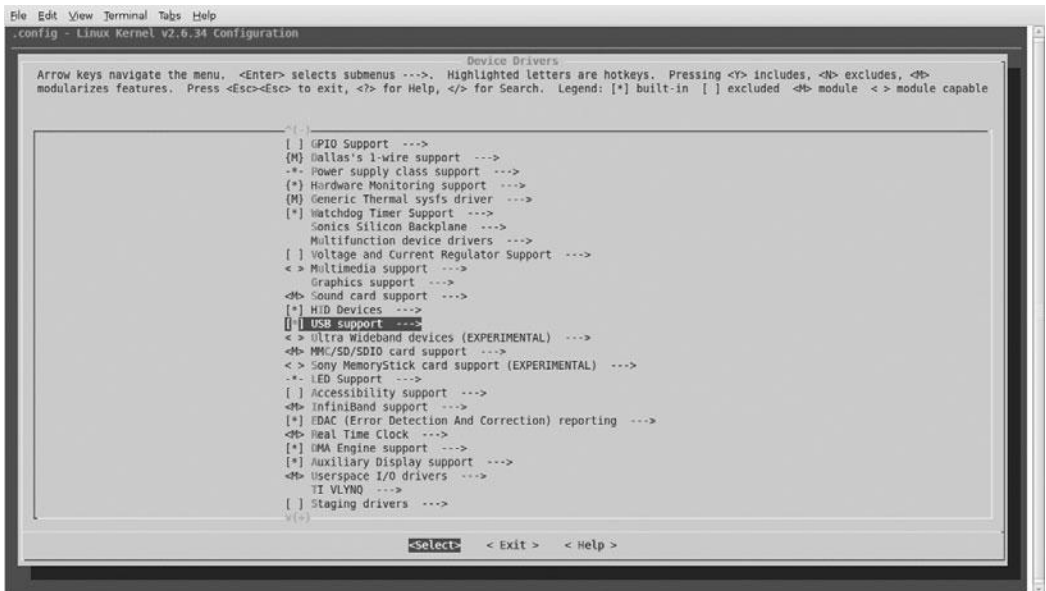 File Edit View Terminal Tabs Help
.config - Linux Kernel v2.6.34 Configuration
Device Drivers
Arrow keys navigate the menu. <Enter> selects submenus --->. Highlighted letters are hotkeys. Pressing <Y> includes, <N> excludes, <M>
modularizes features. Press <Esc><Esc> to exit, <?> for Help, </> for Search. Legend: [*] built-in [ ] excluded <M> module < > module capable
^(-)
[ ] GPIO Support --->
{M} Dallas's 1-wire support --->
-*- Power supply class support --->
{*} Hardware Monitoring support --->
{M} Generic Thermal sysfs driver --->
[*] Watchdog Timer Support --->
Sonics Silicon Backplane --->
Multifunction device drivers --->
[ ] Voltage and Current Regulator Support --->
< > Multimedia support --->
Graphics support --->
<M> Sound card support --->
[*] HID Devices --->
[*] USB support --->
< > Ultra Wideband devices (EXPERIMENTAL) --->
<M> MMC/SD/SDIO card support --->
< > Sony MemoryStick card support (EXPERIMENTAL) --->
-*- LED Support --->
[ ] Accessibility support --->
<M> InfiniBand support --->
[*] EDAC (Error Detection And Correction) reporting --->
<M> Real Time Clock --->
[*] DMA Engine support --->
[*] Auxiliary Display support --->
<M> Userspace I/O drivers --->
TI VLYNQ --->
[ ] Staging drivers --->
v(+)
<Select> < Exit > < Help >